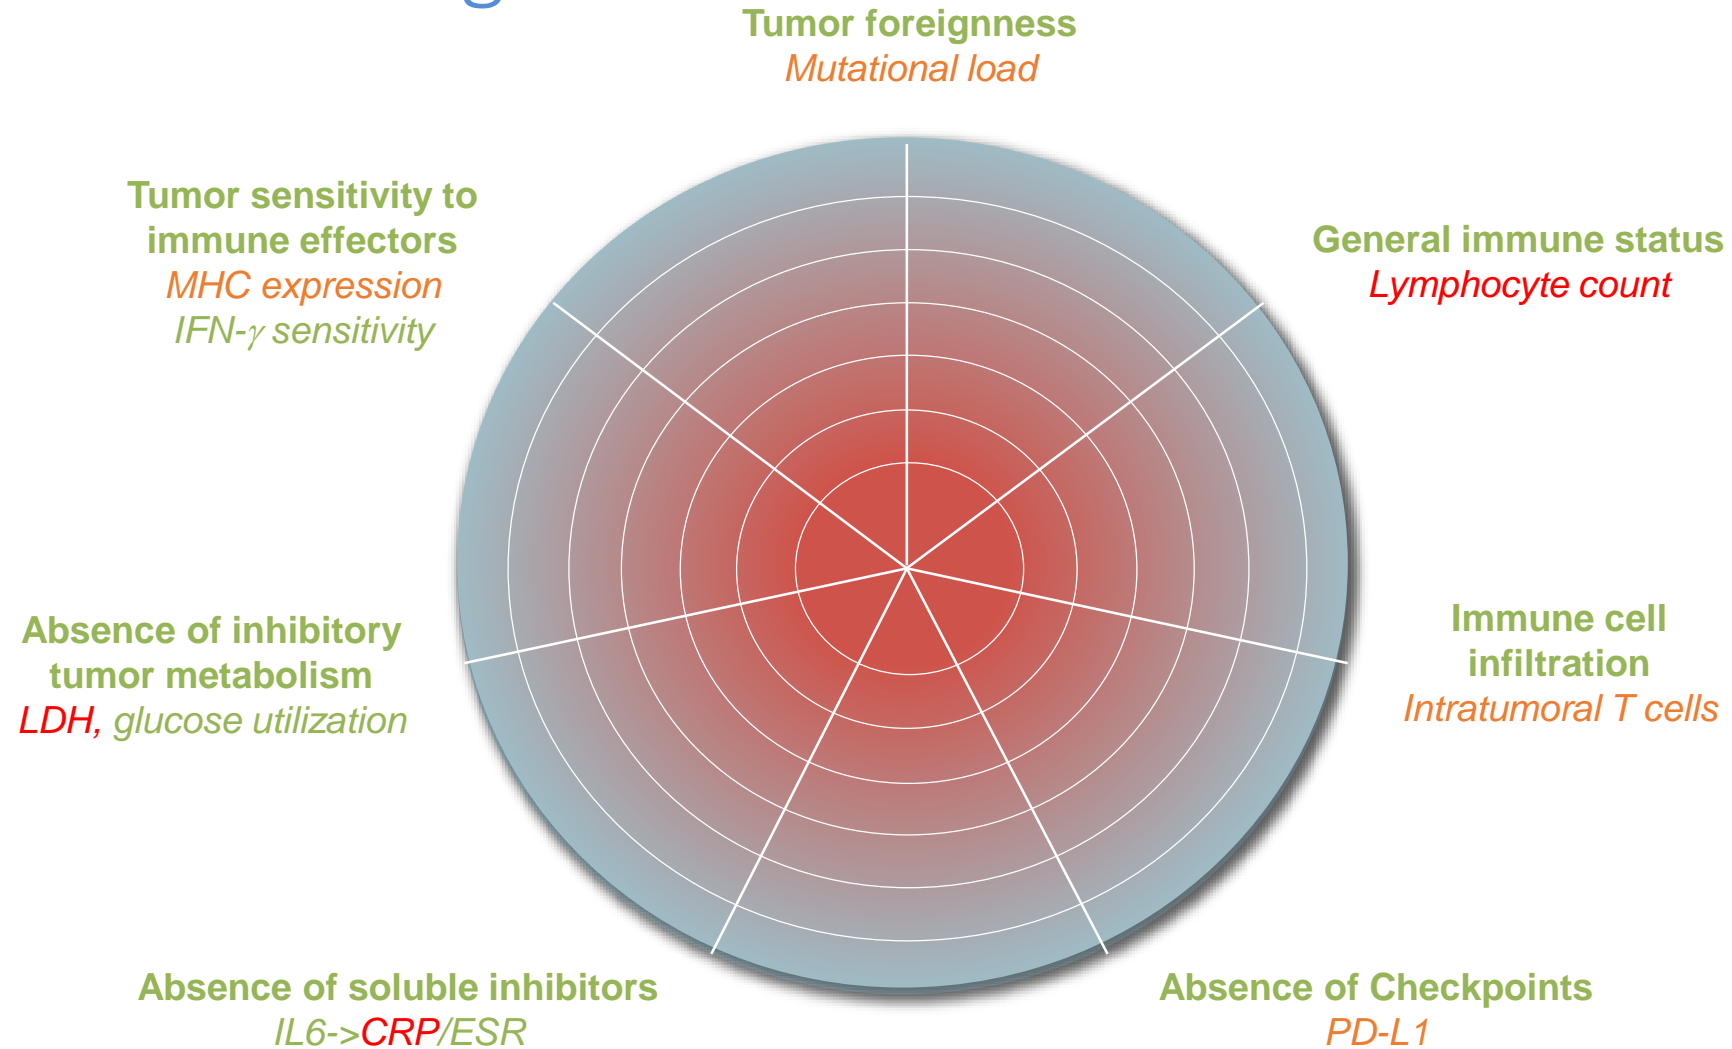 Tumor foreignness
Mutational load
Tumor sensitivity to
immune effectors
MHC expression
IFN-γ sensitivity
General immune status
Lymphocyte count
Absence of inhibitory
tumor metabolism
LDH, glucose utilization
Immune cell
infiltration
Intratumoral T cells
Absence of soluble inhibitors
IL6->CRP/ESR
Absence of Checkpoints
PD-L1